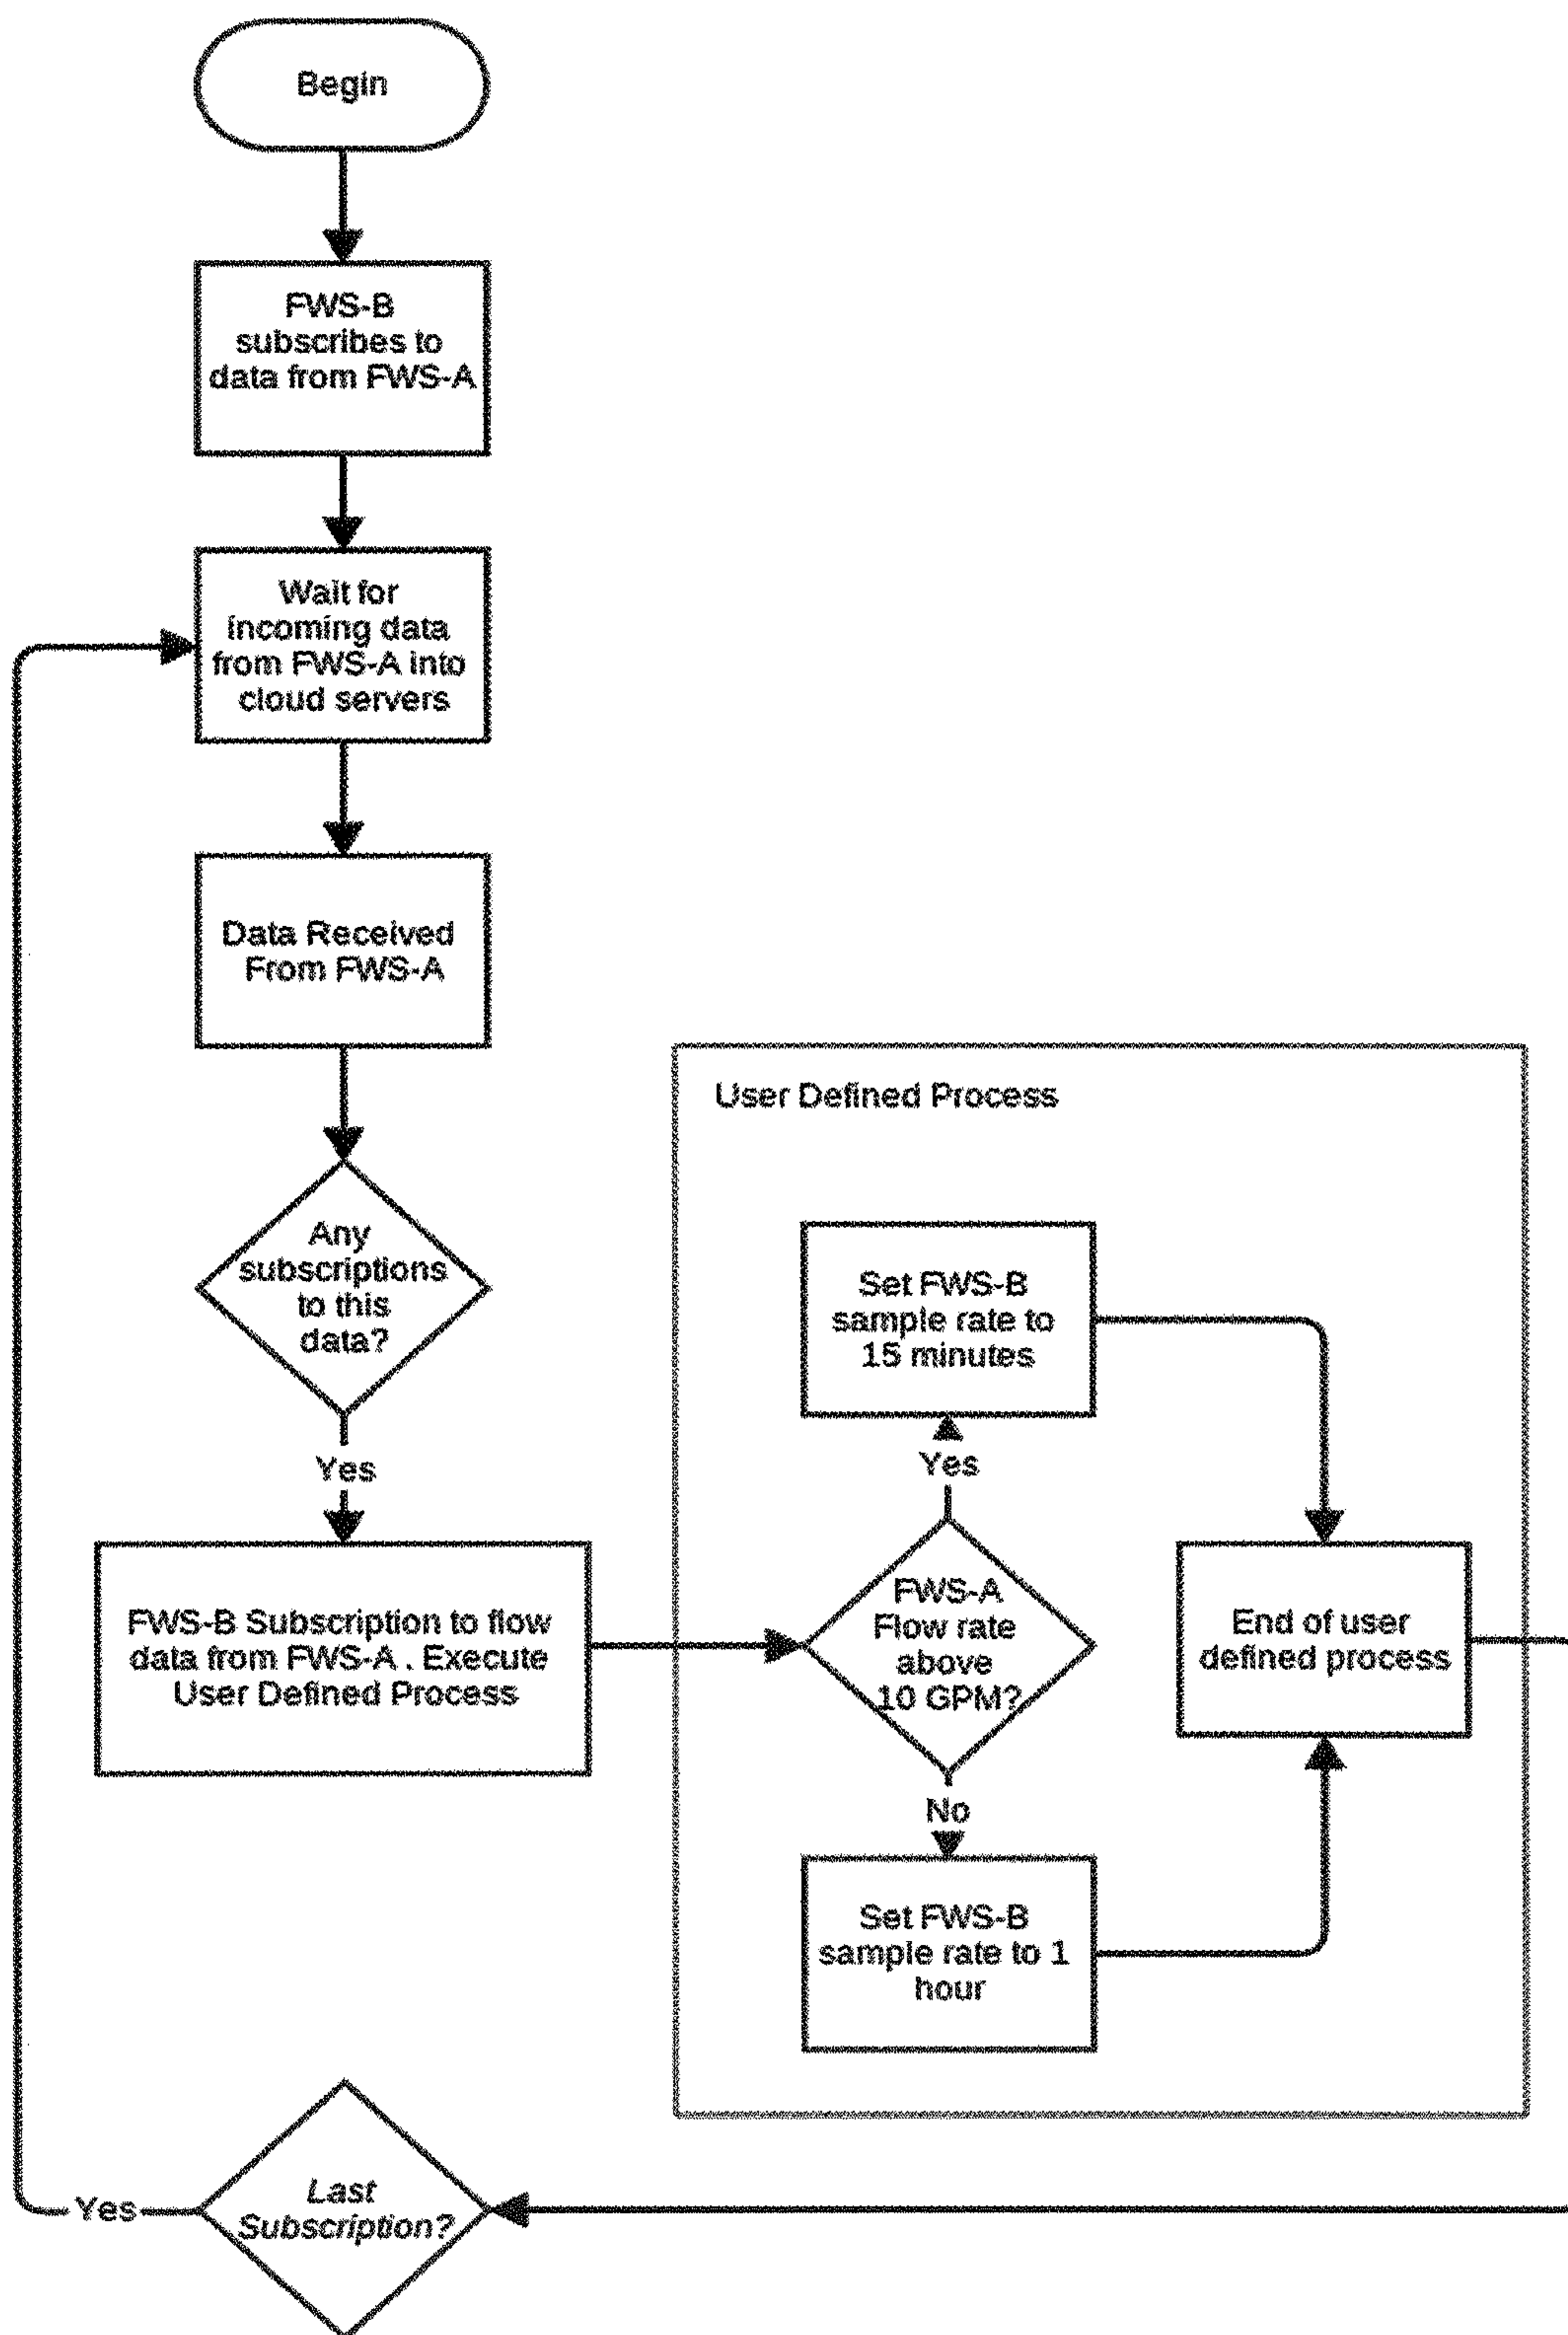 Begin
FWS-B
subscribes to
data from FWS-A
Wait for
incoming data
from FWS-A into
cloud servers
Data Received
From FWS-A
Any
subscriptions
to this
data?
Yes
FWS-B Subscription to flow
data from FWS-A . Execute
User Defined Process
User Defined Process
Set FWS-B
sample rate to
15 minutes
Yes
FWS-A
Flow rate
above
10 GPM?
No
Set FWS-B
sample rate to 1
hour
End of user
defined process
Last
Subscription?
Yes